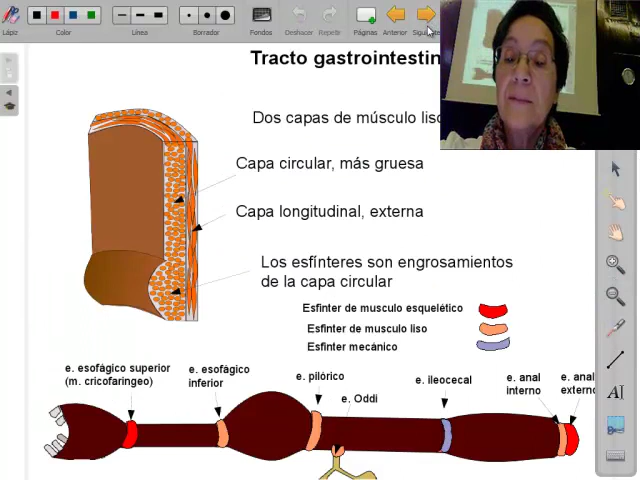 Lápiz Color Línea Borrador Fondos Deshacer Repetir Páginas Anterior
Tracto gastrointestin
Dos capas de músculo liso
Capa circular, más gruesa
Capa longitudinal, externa
Los esfínteres son engrosamientos
de la capa circular
Esfinter de musculo esquelético
Esfinter de musculo liso
Esfinter mecánico
e. esofágico superior
(m. cricofaringeo)
e. esofágico
inferior
e. pilórico
e. Oddi
e. ileocecal
e. anal
interno
e. anal
externo